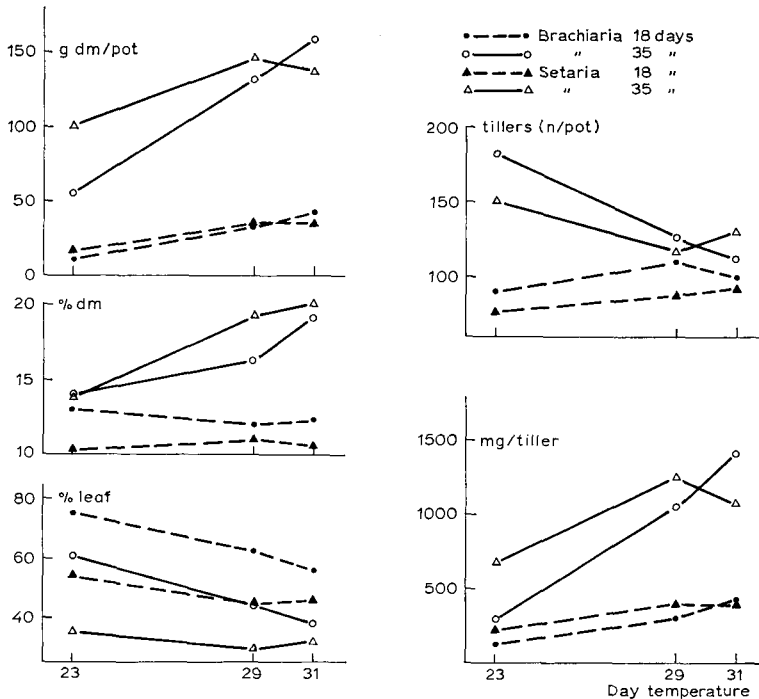 g dm/pot
150
100
50
0
% dm
20
15
10
% leaf
80
60
40
23 29 31
Brachiaria 18 days
" 35 "
Setaria 18 "
" 35 "
tillers (n/pot)
200
150
100
mg/tiller
1500
1000
500
23 29 31
Day temperature